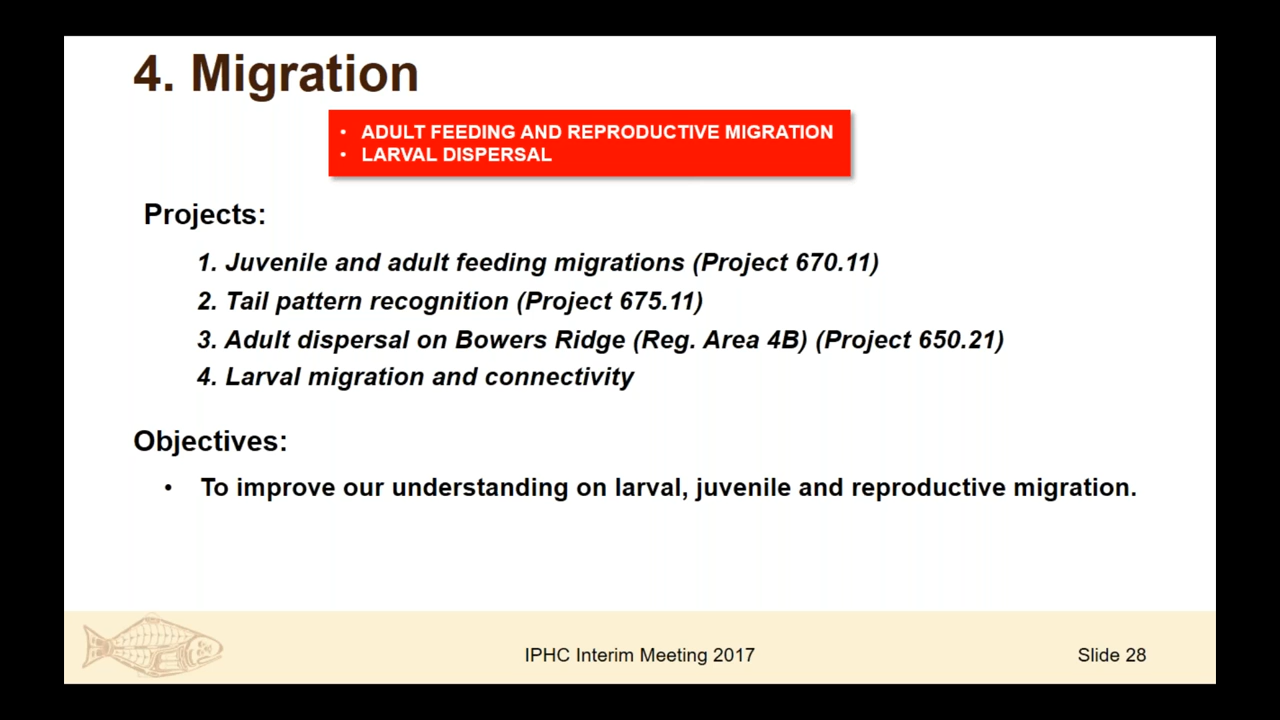 4. Migration
• ADULT FEEDING AND REPRODUCTIVE MIGRATION
• LARVAL DISPERSAL
Projects:
1. Juvenile and adult feeding migrations (Project 670.11)
2. Tail pattern recognition (Project 675.11)
3. Adult dispersal on Bowers Ridge (Reg. Area 4B) (Project 650.21)
4. Larval migration and connectivity
Objectives:
• To improve our understanding on larval, juvenile and reproductive migration.
IPHC Interim Meeting 2017
Slide 28